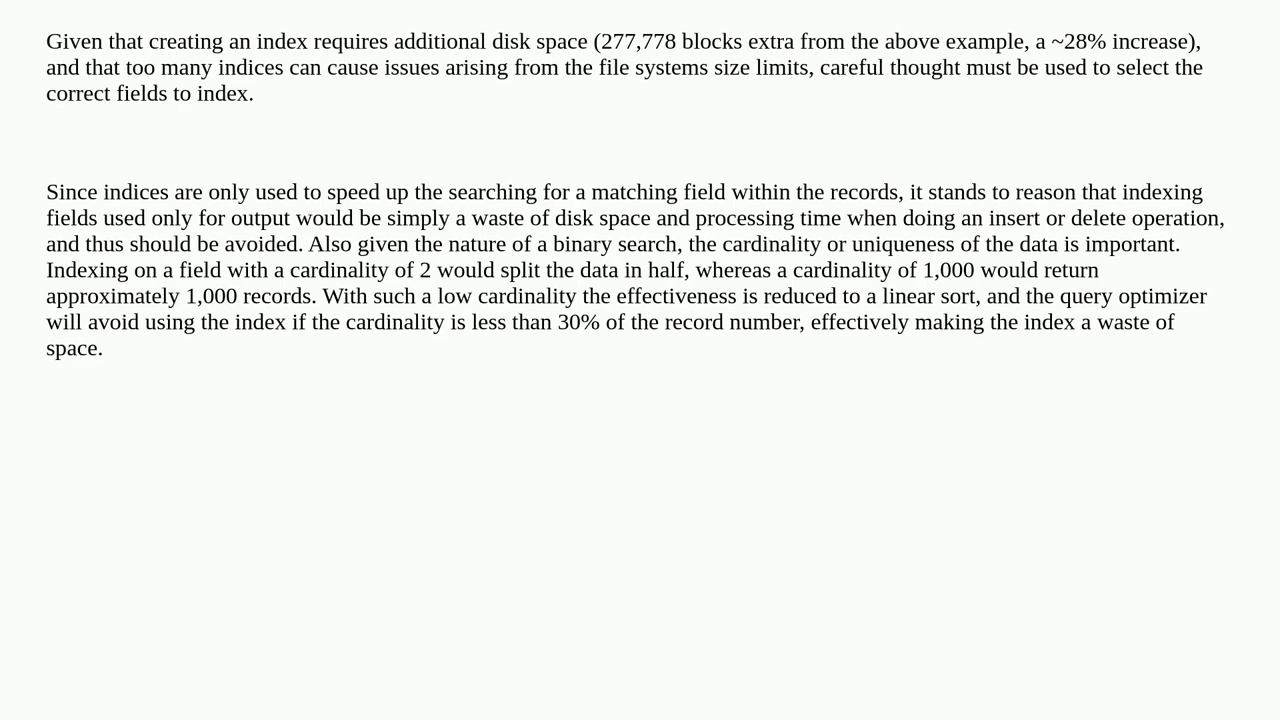 Given that creating an index requires additional disk space (277,778 blocks extra from the above example, a ~28% increase),
and that too many indices can cause issues arising from the file systems size limits, careful thought must be used to select the
correct fields to index.
Since indices are only used to speed up the searching for a matching field within the records, it stands to reason that indexing
fields used only for output would be simply a waste of disk space and processing time when doing an insert or delete operation,
and thus should be avoided. Also given the nature of a binary search, the cardinality or uniqueness of the data is important.
Indexing on a field with a cardinality of 2 would split the data in half, whereas a cardinality of 1,000 would return
approximately 1,000 records. With such a low cardinality the effectiveness is reduced to a linear sort, and the query optimizer
will avoid using the index if the cardinality is less than 30% of the record number, effectively making the index a waste of
space.